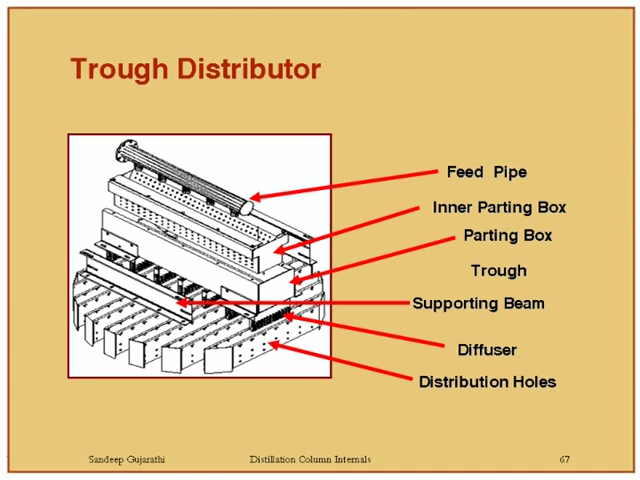 Trough Distributor
Feed Pipe
Inner Parting Box
Parting Box
Trough
Supporting Beam
Diffuser
Distribution Holes
Sandeep Gujarathi
Distillation Column Internals
67